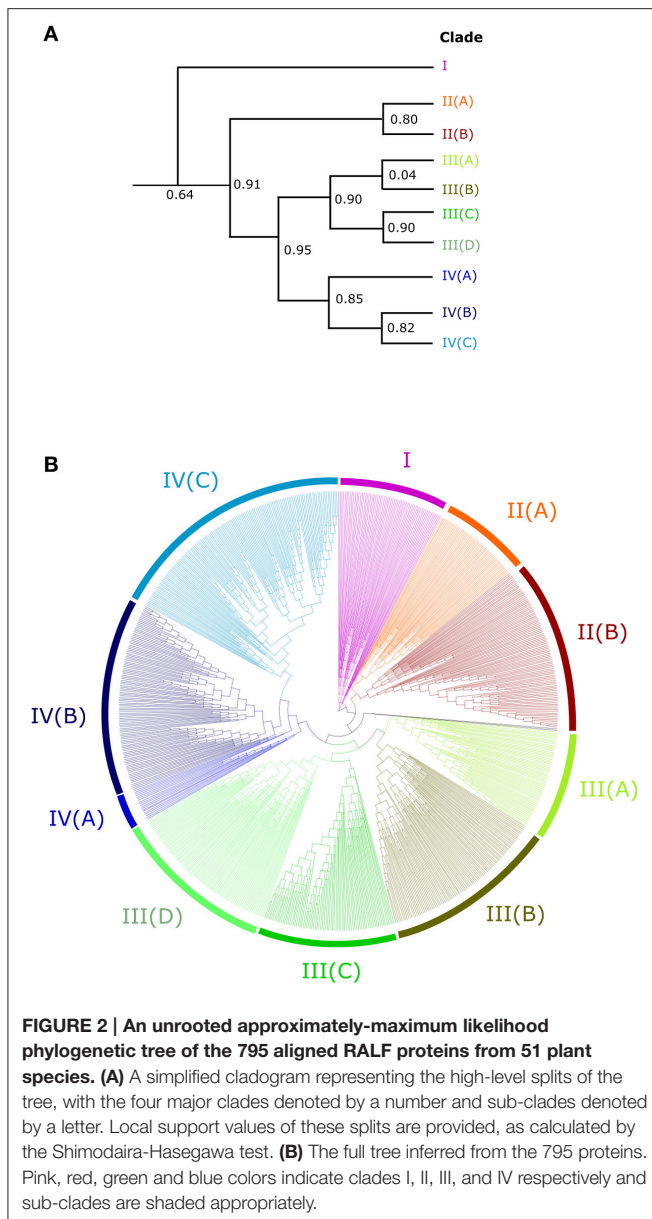 A
Clade
I
II(A)
0.80
II(B)
III(A)
0.04
III(B)
0.91
0.90
0.64
III(C)
0.90
III(D)
0.95
IV(A)
0.85
IV(B)
0.82
IV(C)
B
I
IV(C)
II(A)
II(B)
IV(B)
III(A)
IV(A)
III(B)
III(D)
III(C)
FIGURE 2 | An unrooted approximately-maximum likelihood
phylogenetic tree of the 795 aligned RALF proteins from 51 plant
species. (A) A simplified cladogram representing the high-level splits of the
tree, with the four major clades denoted by a number and sub-clades denoted
by a letter. Local support values of these splits are provided, as calculated by
the Shimodaira-Hasegawa test. (B) The full tree inferred from the 795 proteins.
Pink, red, green and blue colors indicate clades I, II, III, and IV respectively and
sub-clades are shaded appropriately.